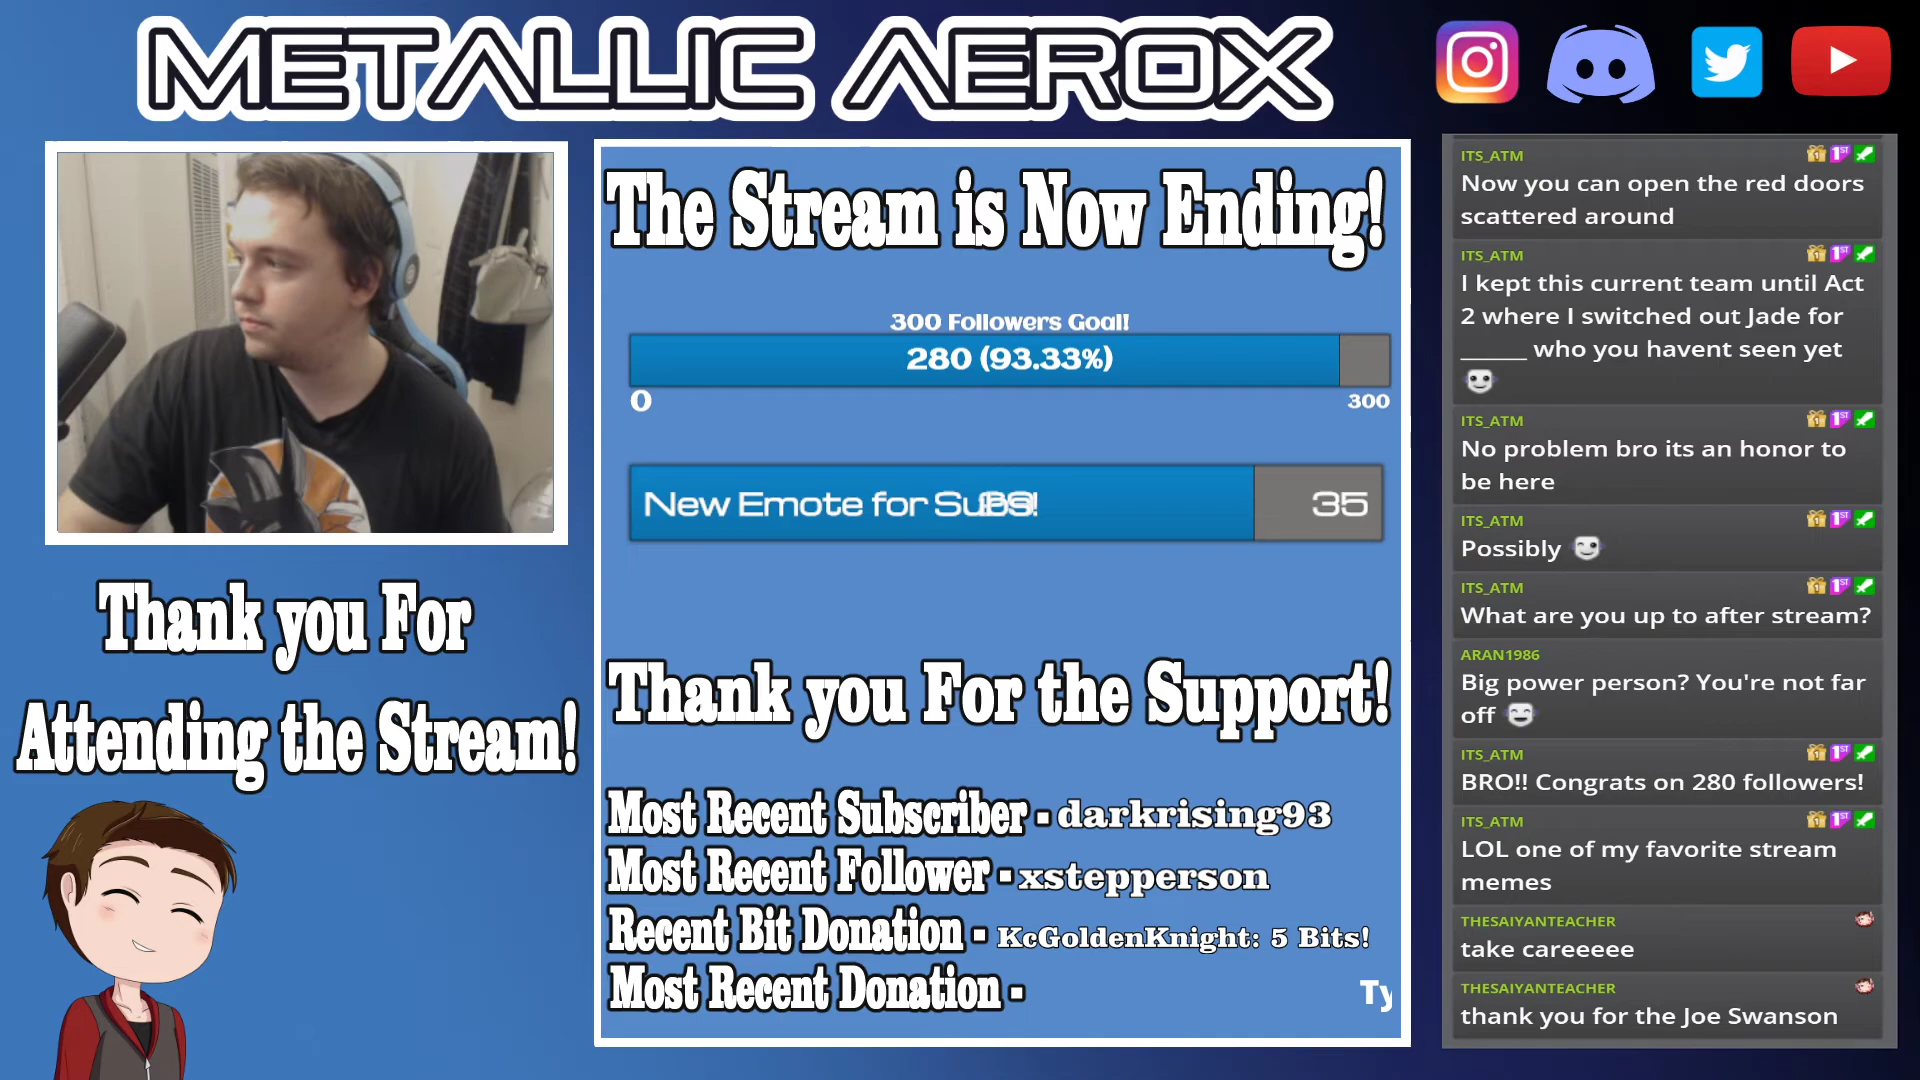 METALLIC AEROX
The Stream is Now Ending!
300 Followers Goal!
280 (93.33%)
0
300
New Emote for Subs!
35
Thank you For
Attending the Stream!
Thank you For the Support!
Most Recent Subscriber - darkrising93
Most Recent Follower - xstepperson
Recent Bit Donation - KcGoldenKnight: 5 Bits!
Most Recent Donation -
Ty
ITS_ATM
Now you can open the red doors
scattered around
ITS_ATM
I kept this current team until Act
2 where I switched out Jade for
______ who you havent seen yet
ITS_ATM
No problem bro its an honor to
be here
ITS_ATM
Possibly
ITS_ATM
What are you up to after stream?
ARAN1986
Big power person? You're not far
off
ITS_ATM
BRO!! Congrats on 280 followers!
ITS_ATM
LOL one of my favorite stream
memes
THESAIYANTEACHER
take careeeee
THESAIYANTEACHER
thank you for the Joe Swanson